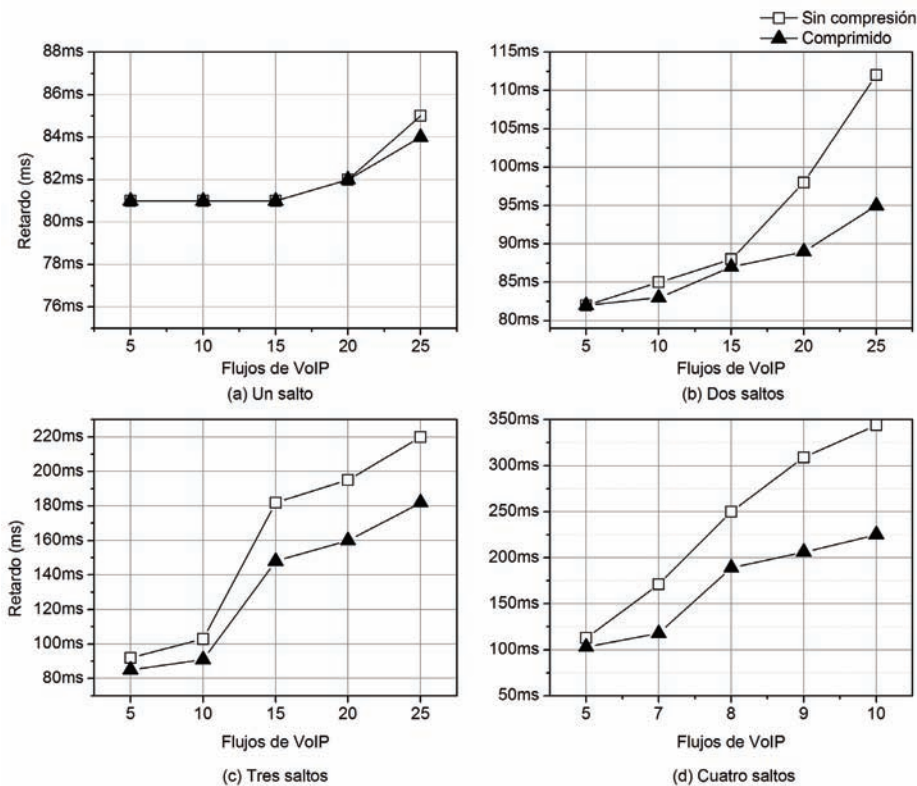 Sin compresión
Comprimido
88ms
86ms
84ms
82ms
80ms
78ms
76ms
Retardo (ms)
5 10 15 20 25
Flujos de VoIP
(a) Un salto
115ms
110ms
105ms
100ms
95ms
90ms
85ms
80ms
5 10 15 20 25
Flujos de VoIP
(b) Dos saltos
220ms
200ms
180ms
160ms
140ms
120ms
100ms
80ms
Retardo (ms)
5 10 15 20 25
Flujos de VoIP
(c) Tres saltos
350ms
300ms
250ms
200ms
150ms
100ms
50ms
5 7 8 9 10
Flujos de VoIP
(d) Cuatro saltos